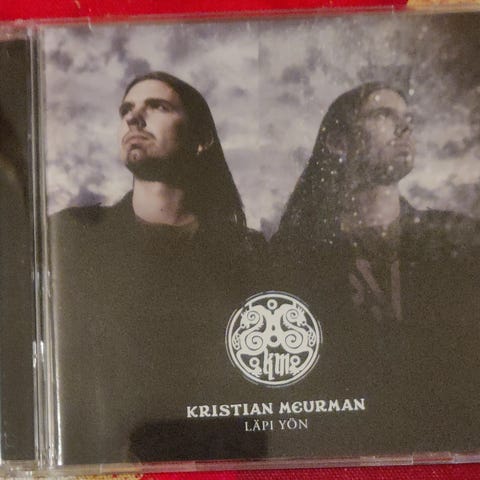 km
KRISTIAN MEURMAN
LÄPI YÖN